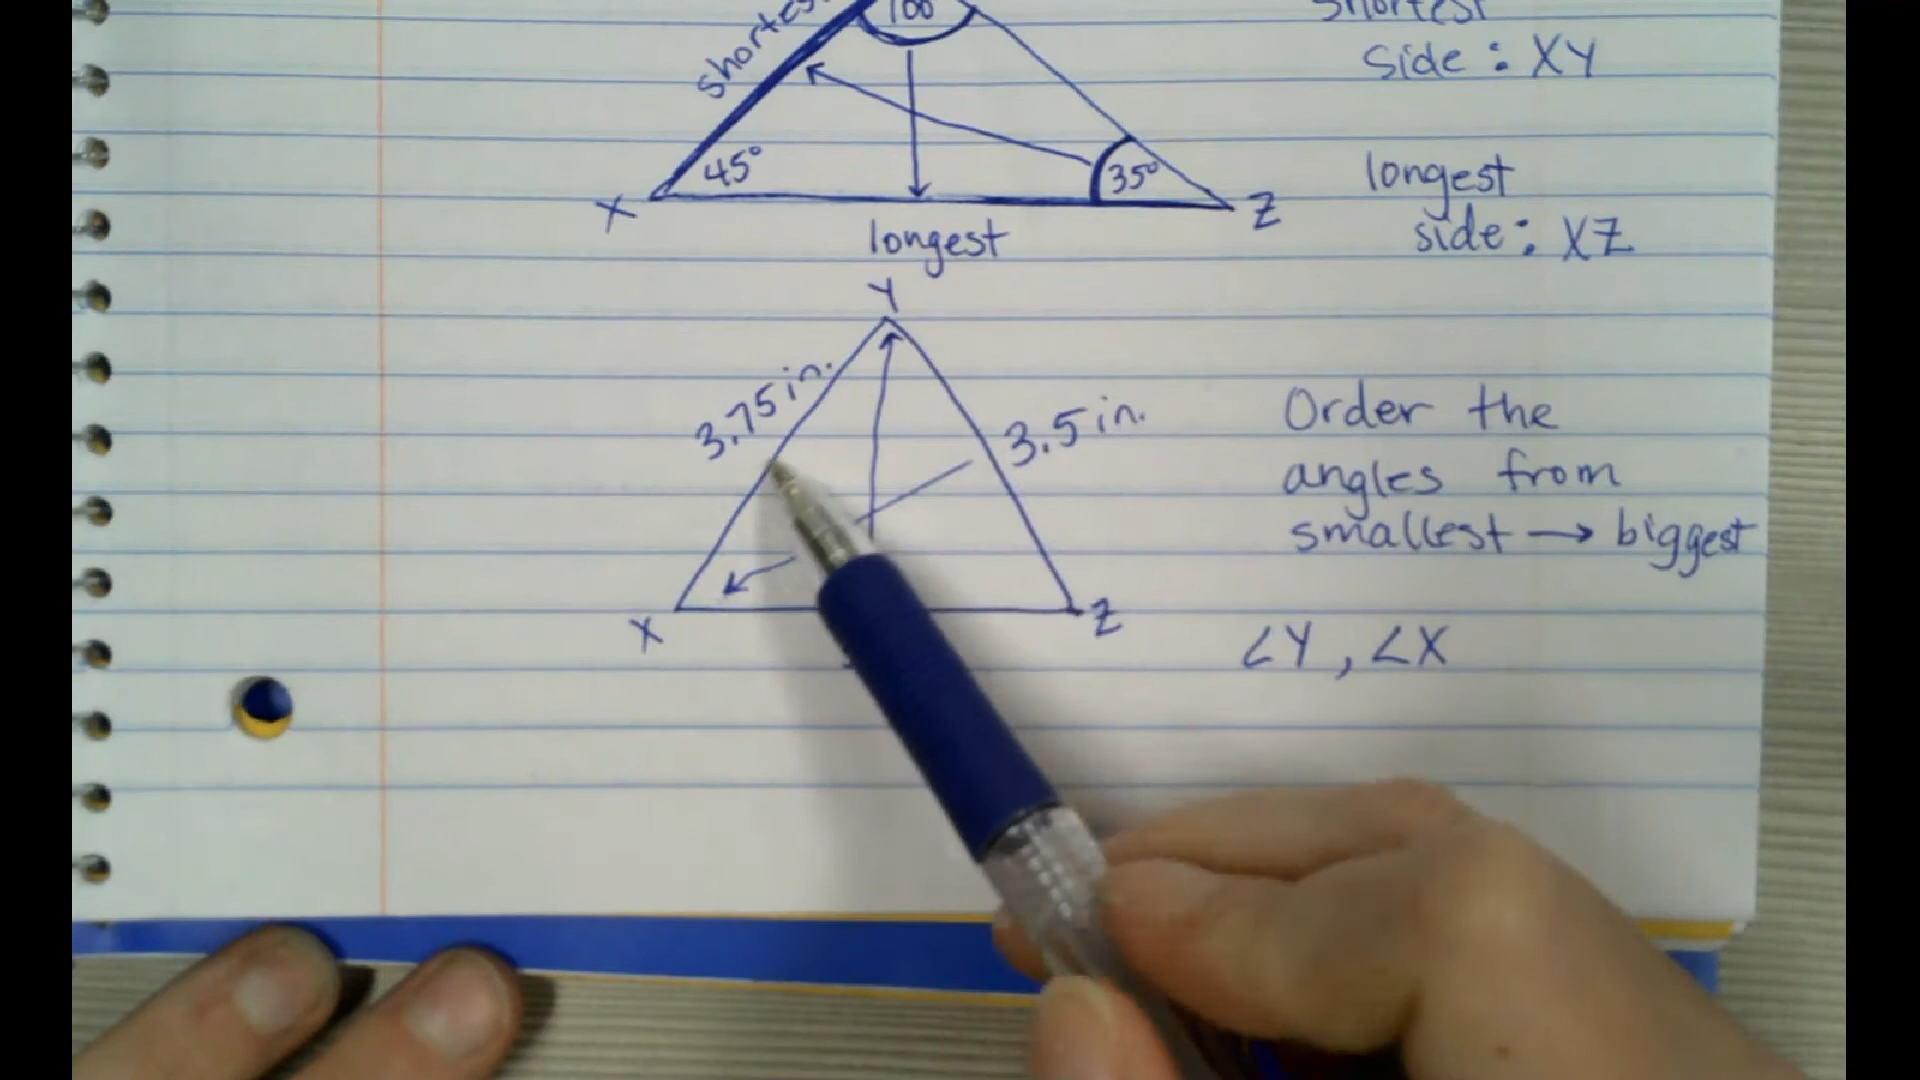 shortes
100
shortest
side: XY
45°
35°
X
Z
longest
longest
side: XZ
Y
3.75 in.
3.5 in.
Order the
angles from
smallest → biggest
X
Z
∠Y, ∠X